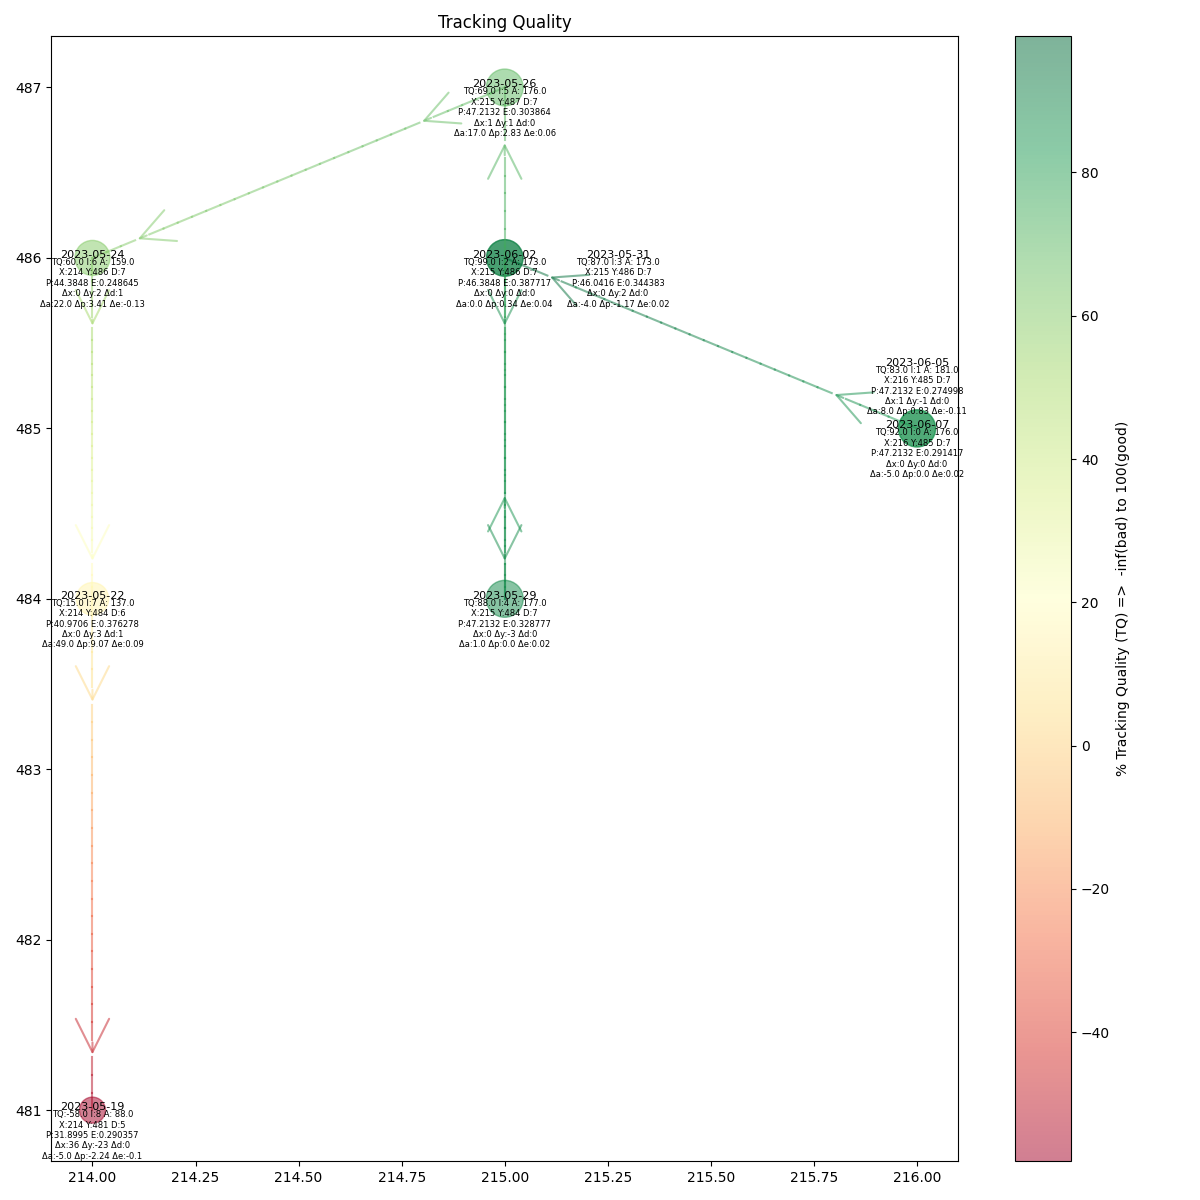 Tracking Quality
487
486
485
484
483
482
481
2023-05-26
TQ:69.0 I:5 A: 176.0
X:215 Y:487 D:7
P:47.2132 E:0.303864
Δx:1 Δy:1 Δd:0
Δa:17.0 Δp:2.83 Δe:0.06
2023-05-24
TQ:60.0 I:6 A: 159.0
X:214 Y:486 D:7
P:44.3848 E:0.248645
Δx:0 Δy:2 Δd:1
Δa:22.0 Δp:3.41 Δe:-0.13
2023-06-02
TQ:99.0 I:2 A: 173.0
X:215 Y:486 D:7
P:46.3848 E:0.387717
Δx:0 Δy:0 Δd:0
Δa:0.0 Δp:0.34 Δe:0.04
2023-05-31
TQ:87.0 I:3 A: 173.0
X:215 Y:486 D:7
P:46.0416 E:0.344383
Δx:0 Δy:2 Δd:0
Δa:-4.0 Δp:-1.17 Δe:0.02
2023-06-05
TQ:83.0 I:1 A: 181.0
X:216 Y:485 D:7
P:47.2132 E:0.274998
Δx:1 Δy:-1 Δd:0
Δa:8.0 Δp:0.83 Δe:-0.11
2023-06-07
TQ:92.0 I:0 A: 176.0
X:216 Y:485 D:7
P:47.2132 E:0.291417
Δx:0 Δy:0 Δd:0
Δa:-5.0 Δp:0.0 Δe:0.02
2023-05-22
TQ:15.0 I:7 A: 137.0
X:214 Y:484 D:6
P:40.9706 E:0.376278
Δx:0 Δy:3 Δd:1
Δa:49.0 Δp:9.07 Δe:0.09
2023-05-29
TQ:88.0 I:4 A: 177.0
X:215 Y:484 D:7
P:47.2132 E:0.328777
Δx:0 Δy:-3 Δd:0
Δa:1.0 Δp:0.0 Δe:0.02
2023-05-19
TQ:-58.0 I:8 A: 88.0
X:214 Y:481 D:5
P:31.8995 E:0.290357
Δx:36 Δy:-23 Δd:0
Δa:-5.0 Δp:-2.24 Δe:-0.1
214.00 214.25 214.50 214.75 215.00 215.25 215.50 215.75 216.00
80
60
40
20
0
−20
−40
% Tracking Quality (TQ) => -inf(bad) to 100(good)